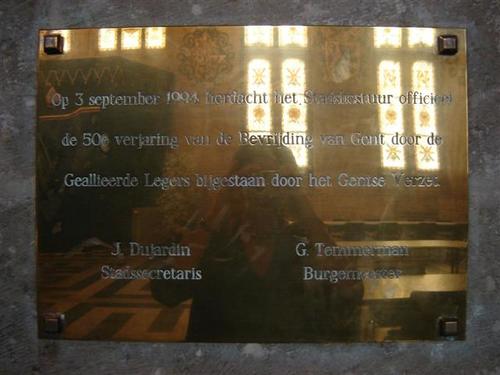 Op 3 september 1994 herdacht het Stadsbestuur officieel
de 50e verjaring van de Bevrijding van Gent door de
Geallieerde Legers bijgestaan door het Gentse Verzet
J. Dujardin
Stadssecretaris
G. Temmerman
Burgemeester